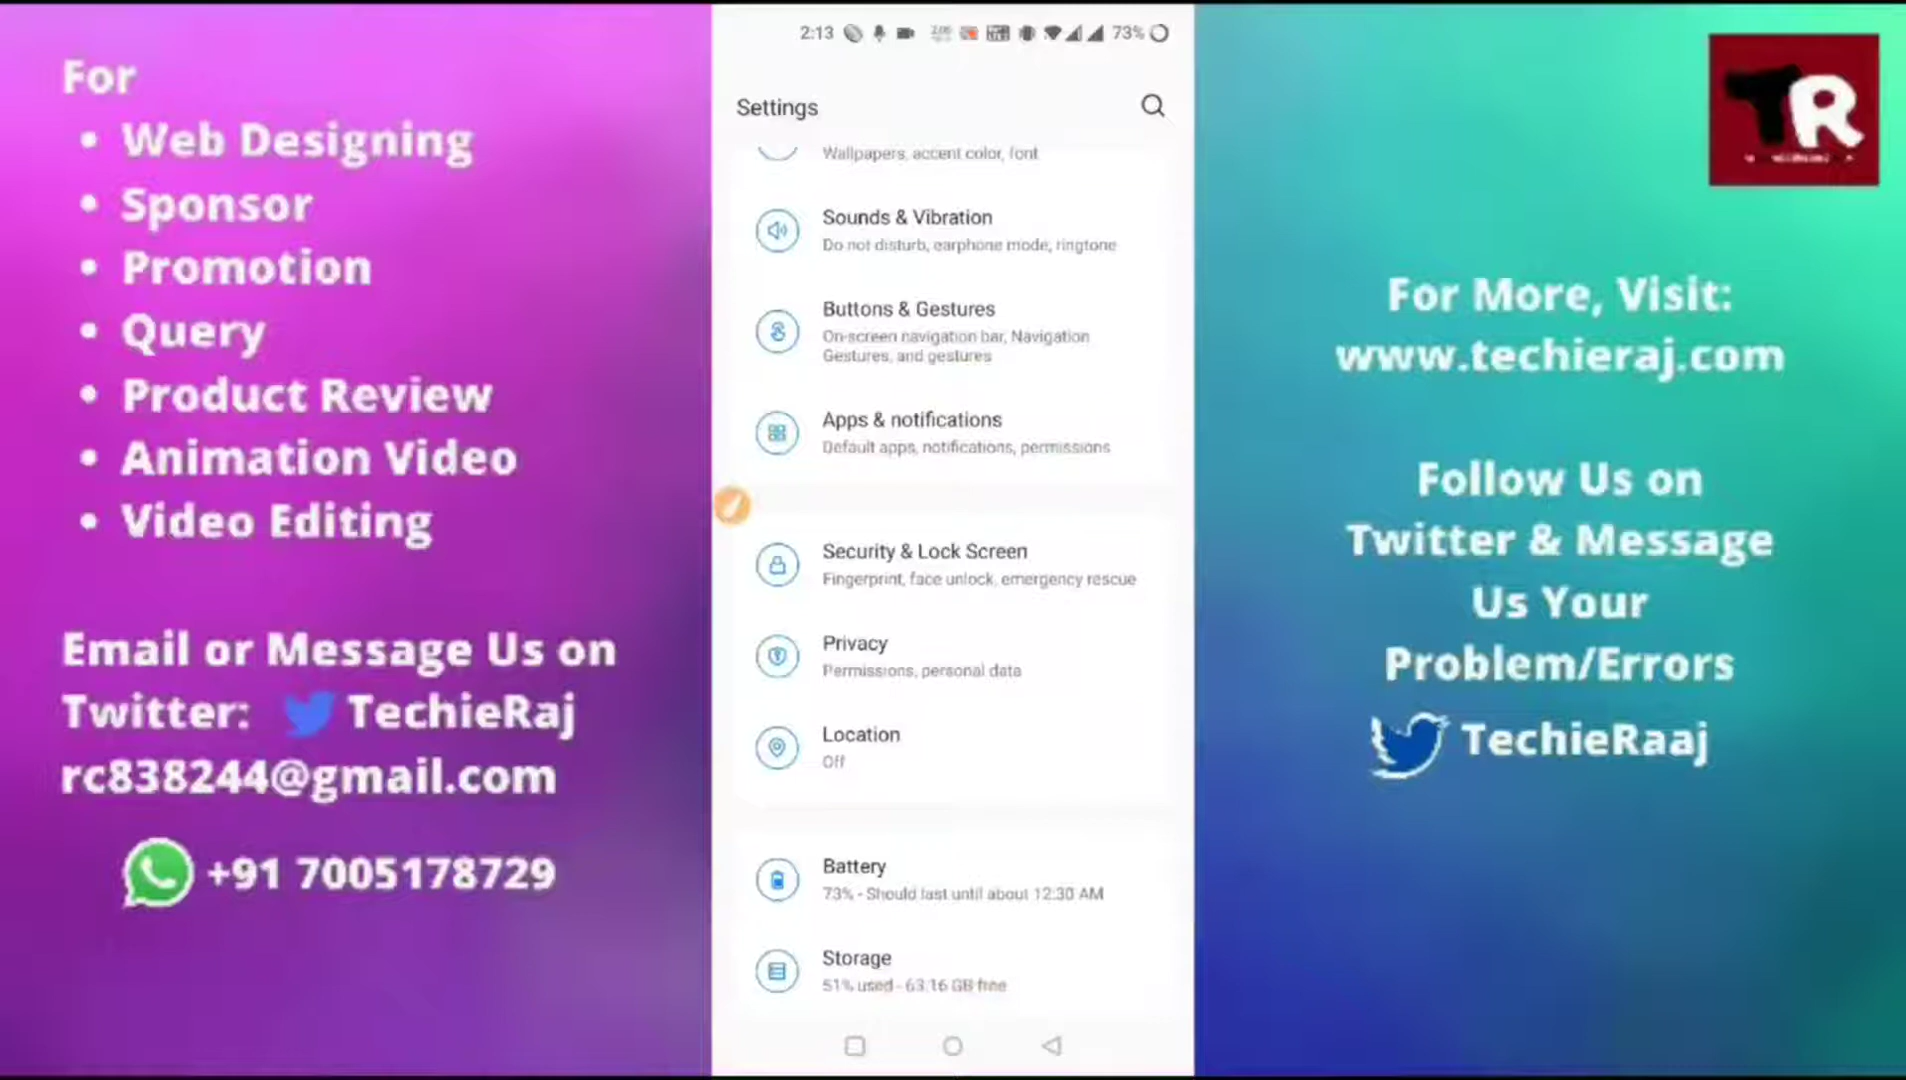 For
• Web Designing
• Sponsor
• Promotion
• Query
• Product Review
• Animation Video
• Video Editing
Email or Message Us on
Twitter: TechieRaj
rc838244@gmail.com
+91 7005178729
2:13
73%
Settings
Wallpapers, accent color, font
Sounds & Vibration
Do not disturb, earphone mode, ringtone
Buttons & Gestures
On-screen navigation bar, Navigation
Gestures, and gestures
Apps & notifications
Default apps, notifications, permissions
Security & Lock Screen
Fingerprint, face unlock, emergency rescue
Privacy
Permissions, personal data
Location
Off
Battery
73% - Should last until about 12:30 AM
Storage
51% used - 63.16 GB free
TR
For More, Visit:
www.techieraj.com
Follow Us on
Twitter & Message
Us Your
Problem/Errors
TechieRaaj